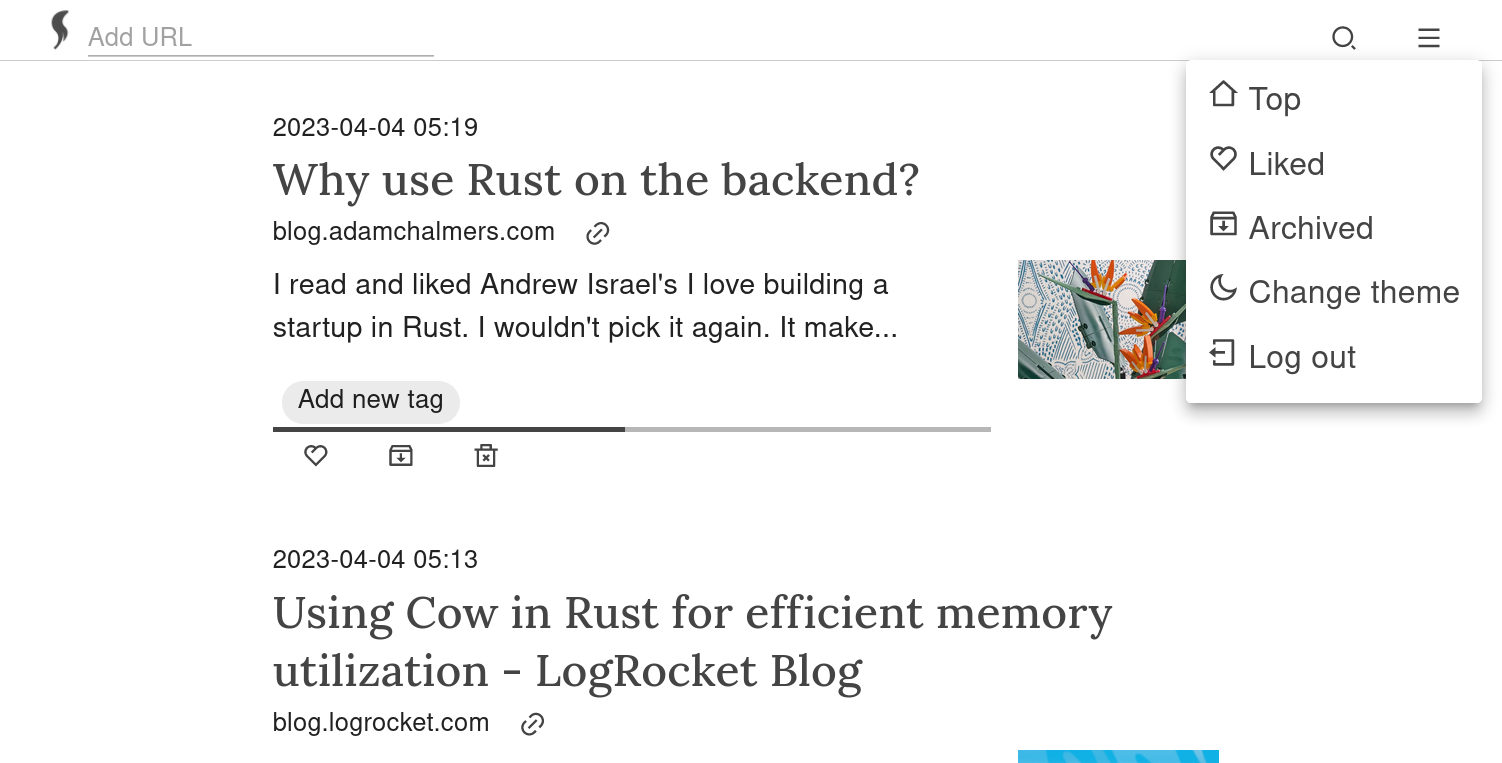 Add URL
Top
Liked
Archived
Change theme
Log out
2023-04-04 05:19
Why use Rust on the backend?
blog.adamchalmers.com
I read and liked Andrew Israel's I love building a
startup in Rust. I wouldn't pick it again. It make...
Add new tag
2023-04-04 05:13
Using Cow in Rust for efficient memory
utilization - LogRocket Blog
blog.logrocket.com